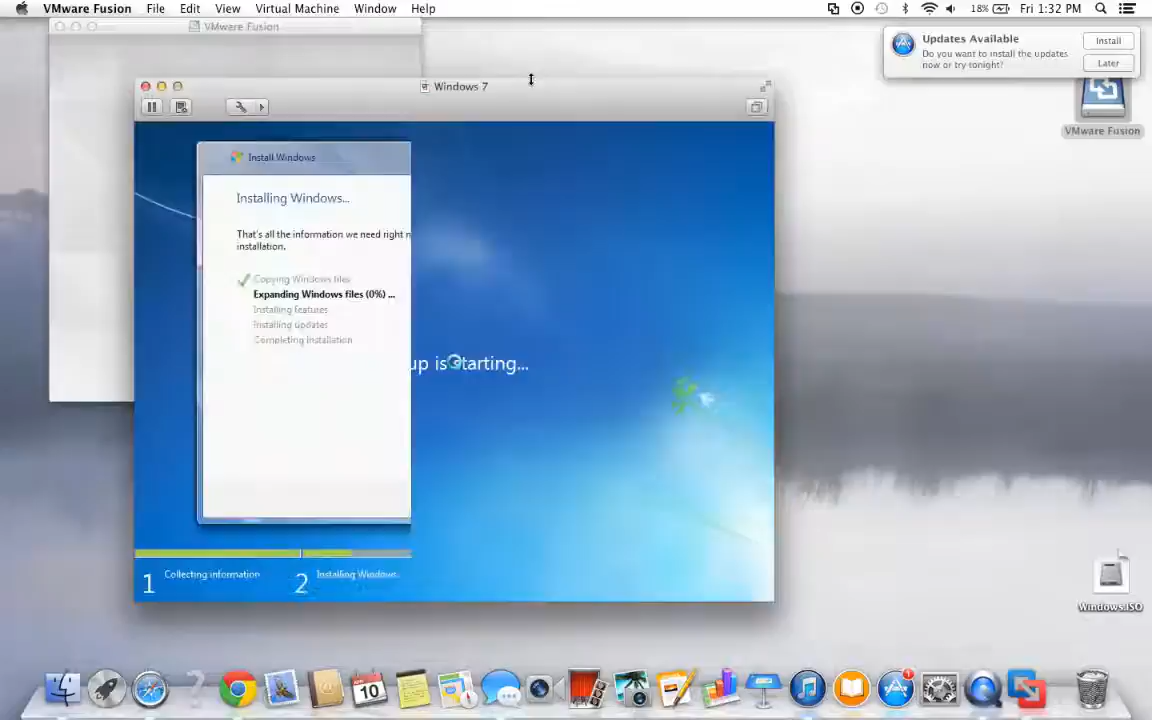 VMware Fusion File Edit View Virtual Machine Window Help
18% Fri 1:32 PM
VMware Fusion
Updates Available
Do you want to install the updates
now or try tonight?
Install
Later
VMware Fusion
Windows 7
Install Windows
Installing Windows...
That's all the information we need right n
installation.
Copying Windows files
Expanding Windows files (0%) ...
Installing features
Installing updates
Completing installation
up is starting...
1 Collecting information
2 Installing Windows
Windows.ISO
10
1